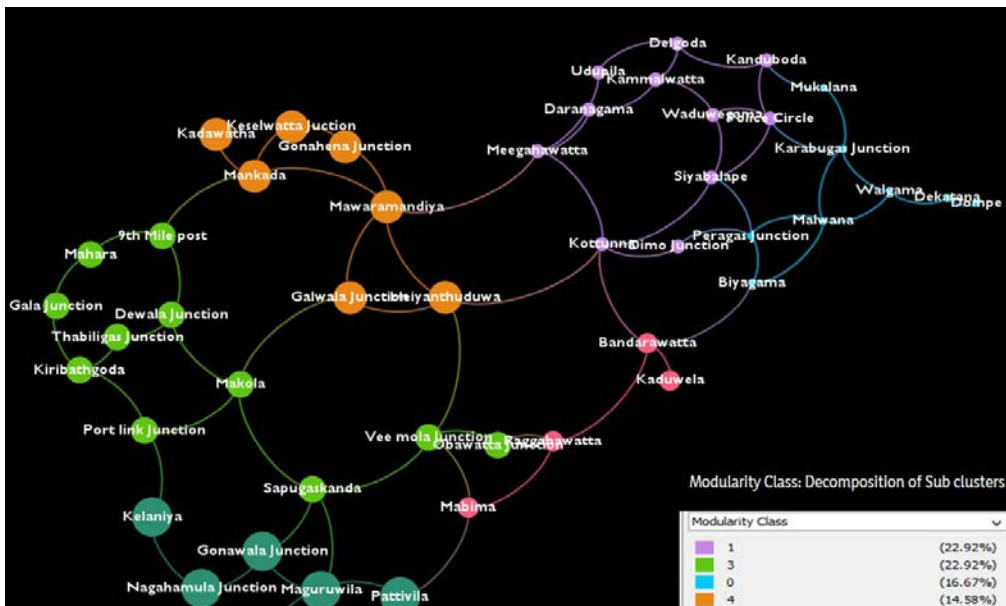 Delgoda
Kanduboda
Udupila
Kammalwatta
Mukalana
Daranagama
Waduwegama
Police Circle
Keselwatta Juction
Kadawatha
Gonahena Junction
Meegahawatta
Karabugas Junction
Mankada
Siyabalape
Walgama
Dekatana
Dompe
Mawaramandiya
Malwana
9th Mile post
Peragas Junction
Kottunna
Dimo Junction
Mahara
Biyagama
Galwala Junction
Gala Junction
Dewala Junction
Thabiligas Junction
Bandarawatta
Kiribathgoda
Makola
Kaduwela
Port link Junction
Vee mola Junction
Obawatta Junction
Raggahawatta
Sapugaskanda
Mabima
Kelaniya
Gonawala Junction
Nagahamula Junction
Maguruwila
Pattivila
Modularity Class: Decomposition of Sub clusters
Modularity Class
1 (22.92%)
3 (22.92%)
0 (16.67%)
4 (14.58%)